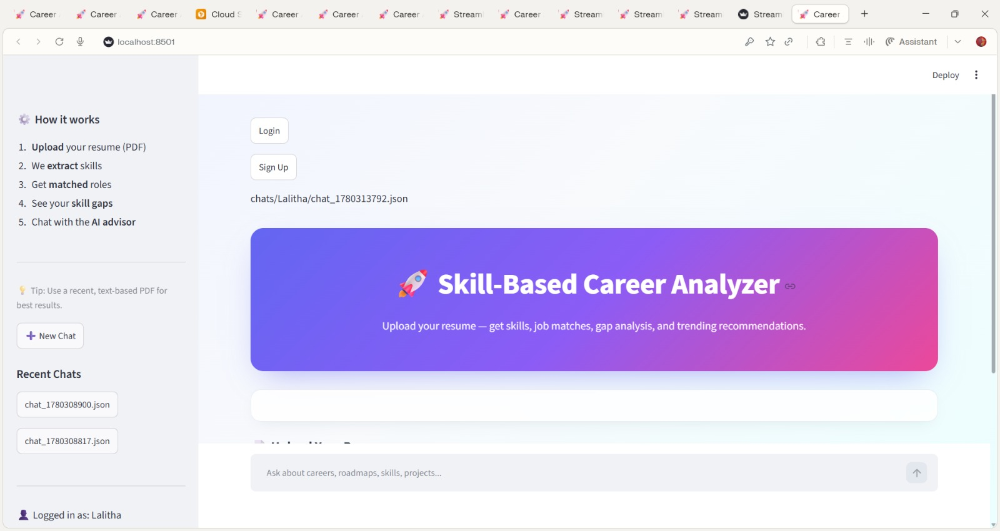 Career
Career
Career
Cloud S
Career
Career
Career
Stream
Career
Stream
Stream
Stream
Stream
Career
localhost:8501
Assistant
Deploy
How it works
1. Upload your resume (PDF)
2. We extract skills
3. Get matched roles
4. See your skill gaps
5. Chat with the AI advisor
Tip: Use a recent, text-based PDF for
best results.
New Chat
Recent Chats
chat_1780308900.json
chat_1780308817.json
Logged in as: Lalitha
Login
Sign Up
chats/Lalitha/chat_1780313792.json
Skill-Based Career Analyzer
Upload your resume — get skills, job matches, gap analysis, and trending recommendations.
Ask about careers, roadmaps, skills, projects...